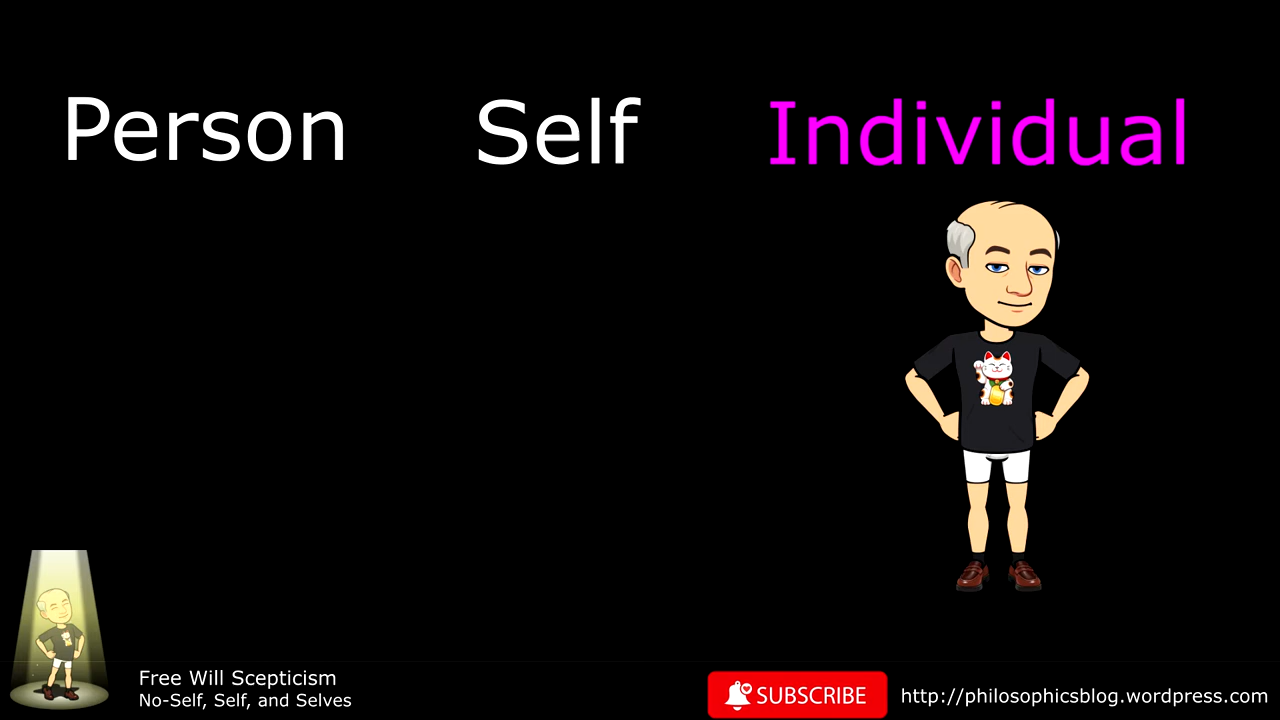 Person Self Individual
Free Will Scepticism
No-Self, Self, and Selves
SUBSCRIBE
http://philosophicsblog.wordpress.com